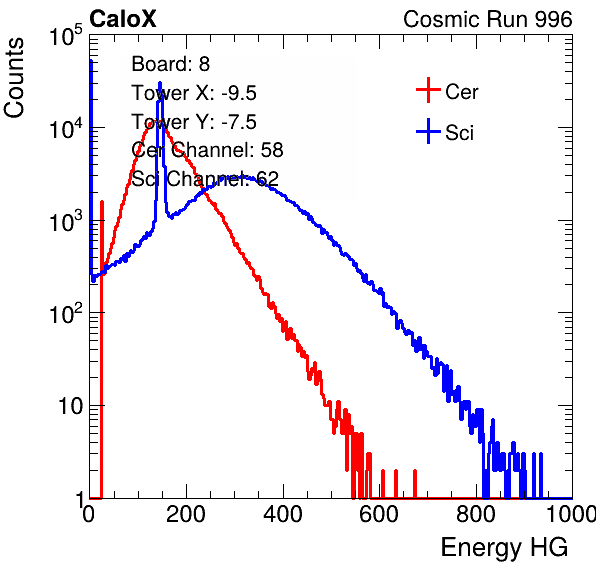 CaloX Cosmic Run 996
Counts
Board: 8
Tower X: -9.5
Tower Y: -7.5
Cer Channel: 58
Sci Channel: 62
Cer
Sci
10^5
10^4
10^3
10^2
10
1
0 200 400 600 800 1000
Energy HG